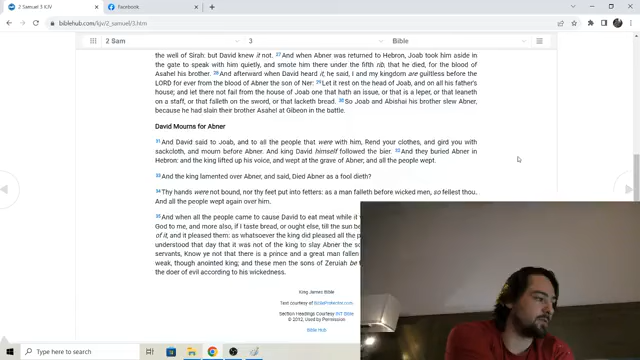 2 Samuel 3 KJV
Facebook
biblehub.com/kjv/2_samuel/3.htm
2 Sam
3
Bible
the well of Sirah: but David knew it not. 27 And when Abner was returned to Hebron, Joab took him aside
in the gate to speak with him quietly, and smote him there under the fifth rib, that he died, for the blood of
Asahel his brother. 28 And afterward when David heard it, he said, I and my kingdom are guiltless before the
LORD for ever from the blood of Abner the son of Ner: 29 Let it rest on the head of Joab, and on all his father's
house; and let there not fail from the house of Joab one that hath an issue, or that is a leper, or that leaneth
on a staff, or that falleth on the sword, or that lacketh bread. 30 So Joab and Abishai his brother slew Abner,
because he had slain their brother Asahel at Gibeon in the battle.
David Mourns for Abner
31 And David said to Joab, and to all the people that were with him, Rend your clothes, and gird you with
sackcloth, and mourn before Abner. And king David himself followed the bier. 32 And they buried Abner in
Hebron: and the king lifted up his voice, and wept at the grave of Abner; and all the people wept.
33 And the king lamented over Abner, and said, Died Abner as a fool dieth?
34 Thy hands were not bound, nor thy feet put into fetters: as a man falleth before wicked men, so fellest thou.
And all the people wept again over him.
35 And when all the people came to cause David to eat meat while it
God to me, and more also, if I taste bread, or ought else, till the sun be
of it, and it pleased them: as whatsoever the king did pleased all the p
understood that day that it was not of the king to slay Abner the so
servants, Know ye not that there is a prince and a great man fallen
weak, though anointed king; and these men the sons of Zeruiah be
the doer of evil according to his wickedness.
King James Bible
Text courtesy of BibleProtector.com.
Section Headings Courtesy INT Bible
© 2012, Used by Permission
Bible Hub
Type here to search